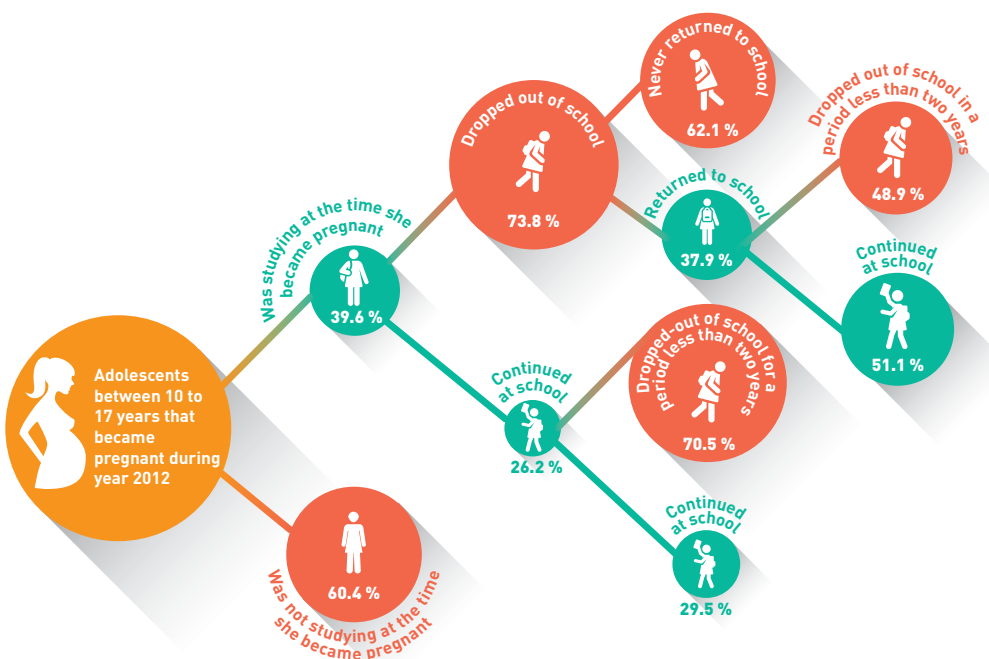 Adolescents
between 10 to
17 years that
became
pregnant during
year 2012
Was studying at the time she
became pregnant
39.6 %
Was not studying at the time
she became pregnant
60.4 %
Dropped out of school
73.8 %
Continued
at school
26.2 %
Never returned to school
62.1 %
Returned to school
37.9 %
Dropped out of school in a
period less than two years
48.9 %
Continued
at school
51.1 %
Dropped-out of school for a
period less than two years
70.5 %
Continued
at school
29.5 %